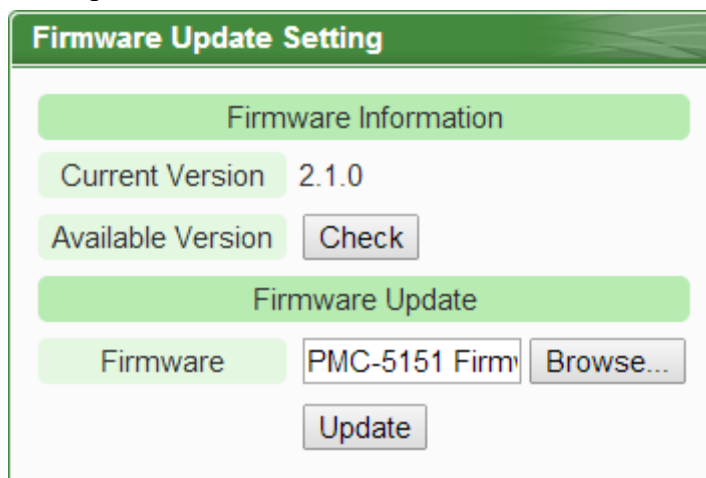 Firmware Update Setting
Firmware Information
Current Version 2.1.0
Available Version Check
Firmware Update
Firmware PMC-5151 Firm Browse...
Update